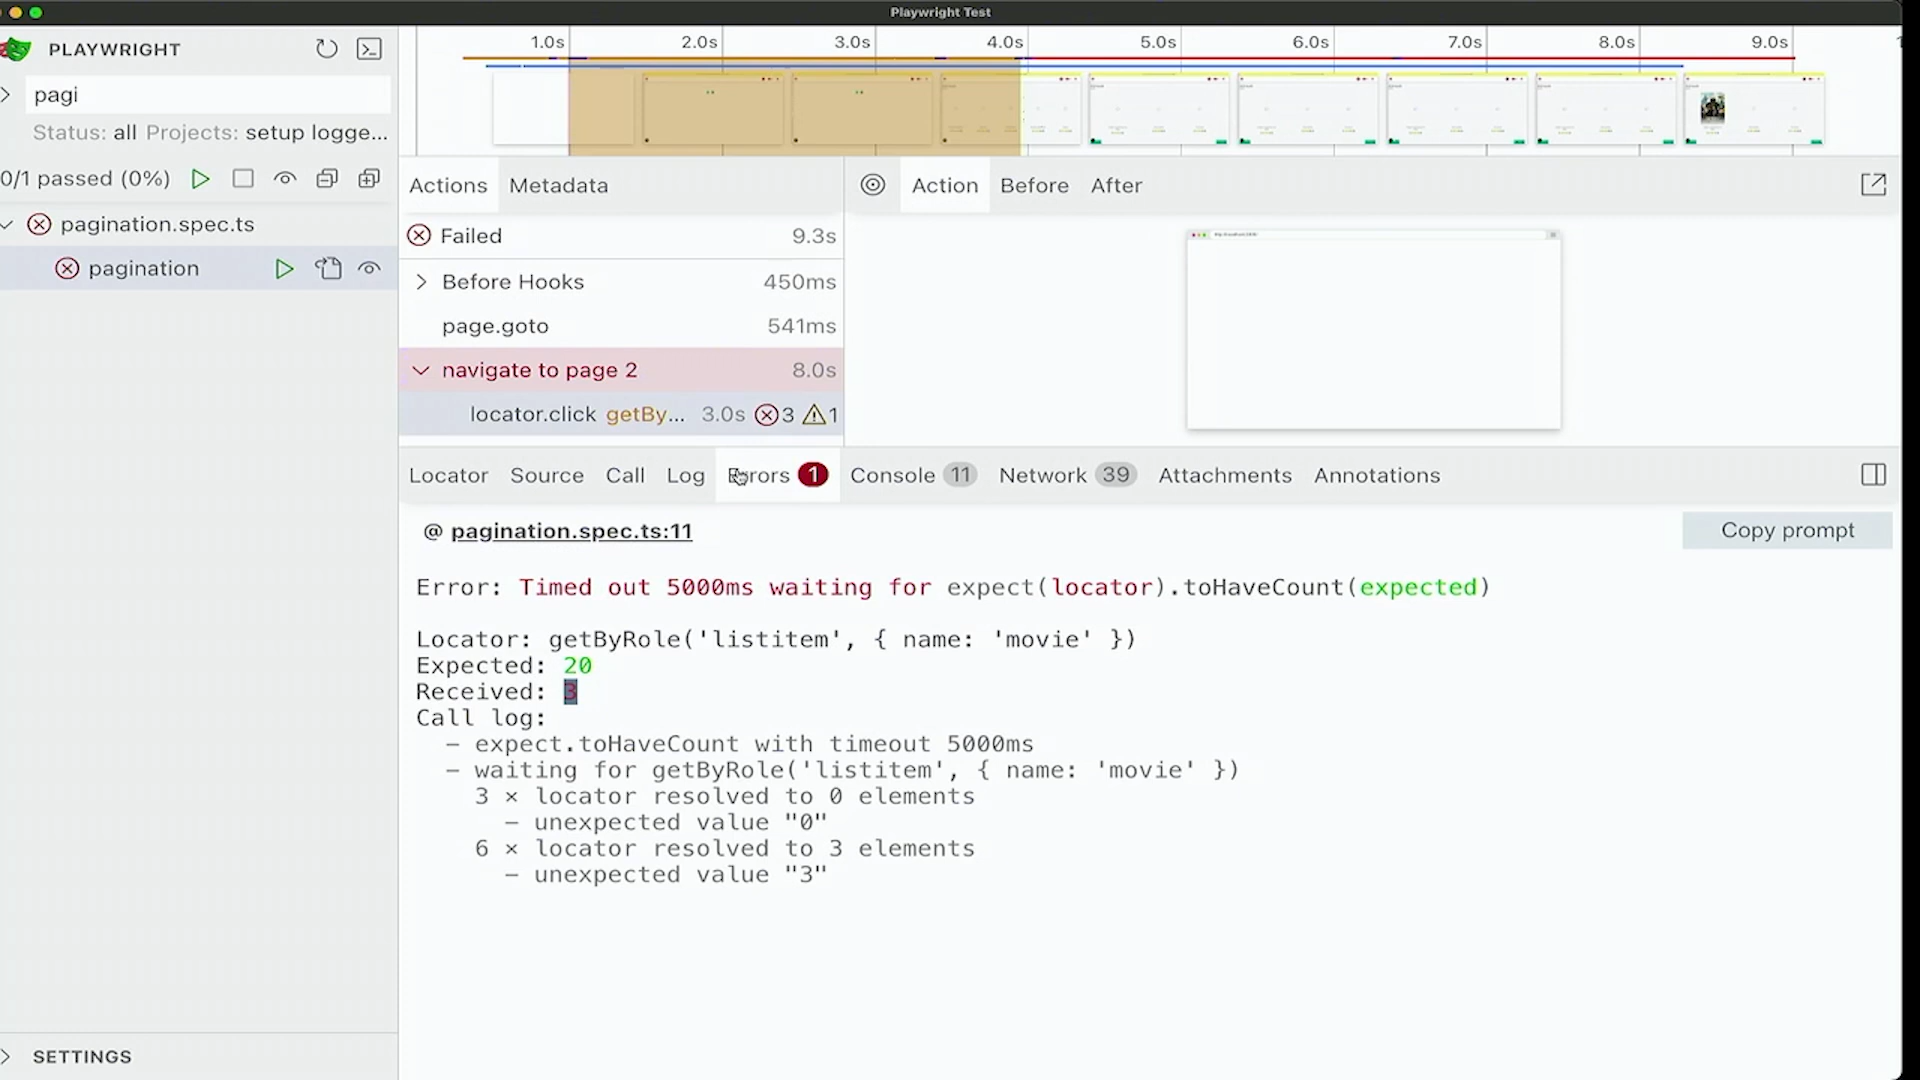 Playwright Test
PLAYWRIGHT
pagi
Status: all Projects: setup logge...
0/1 passed (0%)
pagination.spec.ts
pagination
SETTINGS
1.0s 2.0s 3.0s 4.0s 5.0s 6.0s 7.0s 8.0s 9.0s
Actions Metadata
Failed 9.3s
Before Hooks 450ms
page.goto 541ms
navigate to page 2 8.0s
locator.click getBy... 3.0s 3 1
Action Before After
Locator Source Call Log Errors 1 Console 11 Network 39 Attachments Annotations
@ pagination.spec.ts:11
Copy prompt
Error: Timed out 5000ms waiting for expect(locator).toHaveCount(expected)
Locator: getByRole('listitem', { name: 'movie' })
Expected: 20
Received: 3
Call log:
– expect.toHaveCount with timeout 5000ms
– waiting for getByRole('listitem', { name: 'movie' })
3 × locator resolved to 0 elements
– unexpected value "0"
6 × locator resolved to 3 elements
– unexpected value "3"